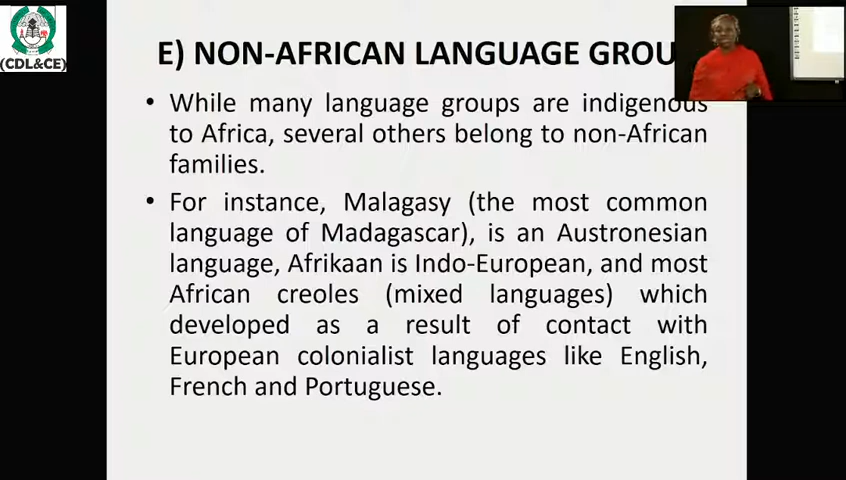 (CDL&CE)
E) NON-AFRICAN LANGUAGE GROU
• While many language groups are indigenous
to Africa, several others belong to non-African
families.
• For instance, Malagasy (the most common
language of Madagascar), is an Austronesian
language, Afrikaan is Indo-European, and most
African creoles (mixed languages) which
developed as a result of contact with
European colonialist languages like English,
French and Portuguese.